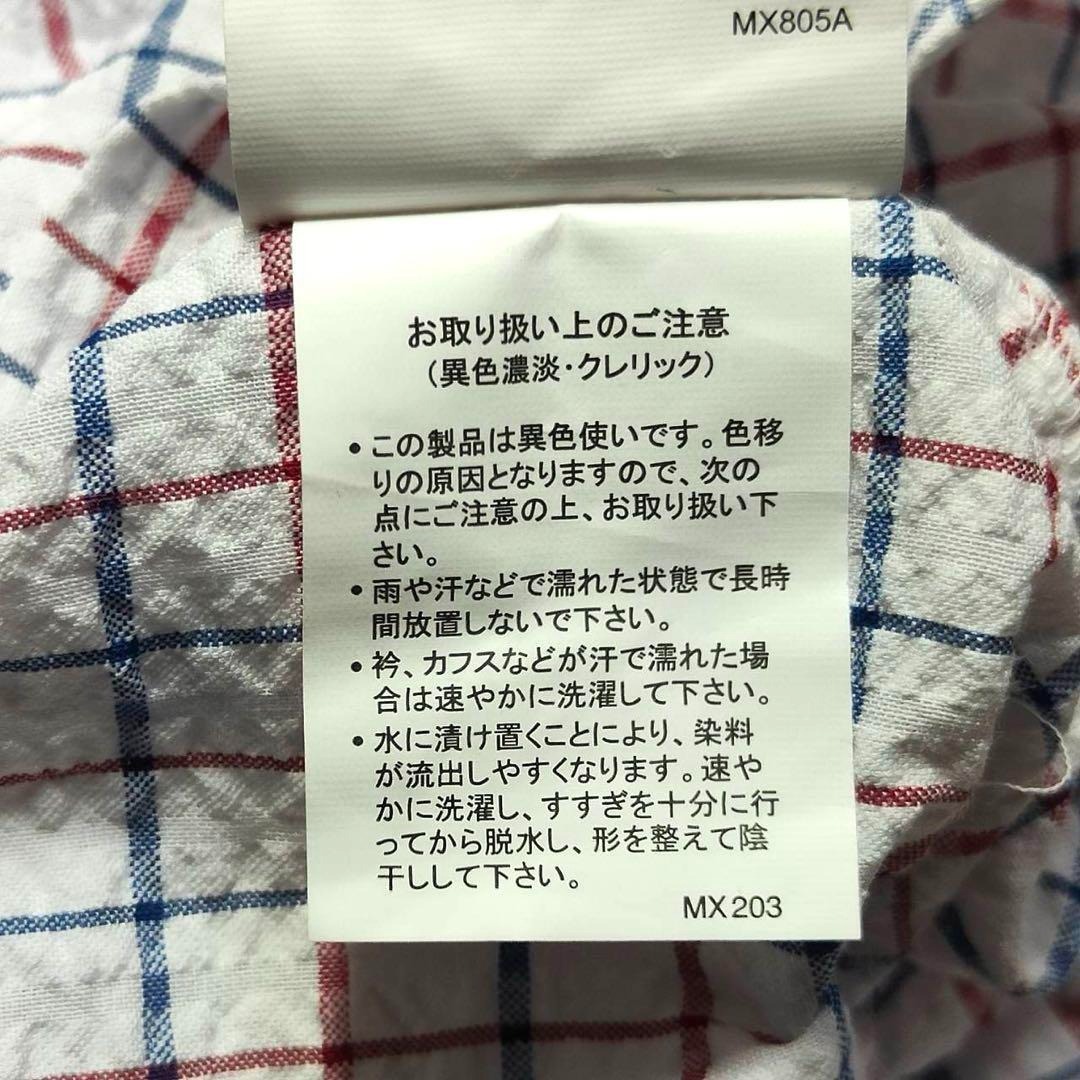 MX805A
お取り扱い上のご注意
（異色濃淡・クレリック）
• この製品は異色使いです。色移
りの原因となりますので、次の
点にご注意の上、お取り扱い下
さい。
• 雨や汗などで濡れた状態で長時
間放置しないで下さい。
• 衿、カフスなどが汗で濡れた場
合は速やかに洗濯して下さい。
• 水に漬け置くことにより、染料
が流出しやすくなります。速や
かに洗濯し、すすぎを十分に行
ってから脱水し、形を整えて陰
干しして下さい。
MX203